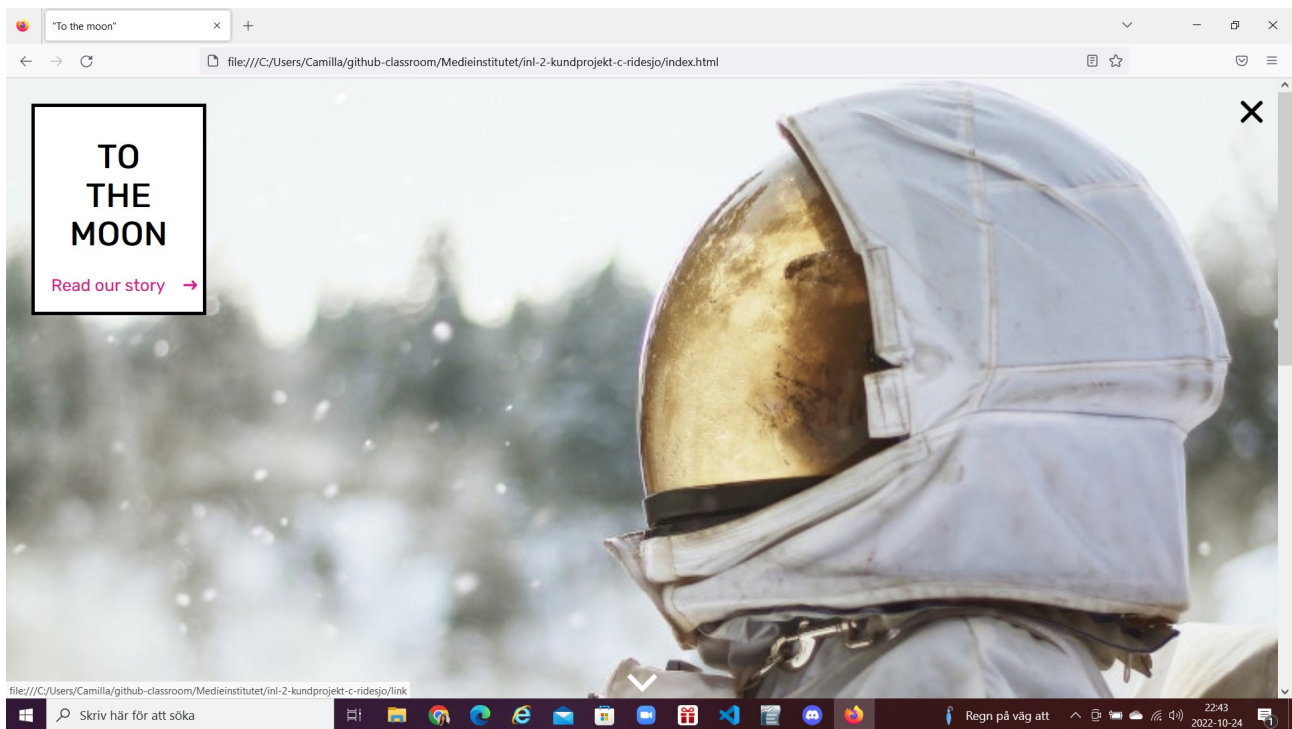 "To the moon"
file:///C:/Users/Camilla/github-classroom/Medieinstitutet/inl-2-kundprojekt-c-ridesjo/index.html
TO
THE
MOON
Read our story →
file:///C:/Users/Camilla/github-classroom/Medieinstitutet/inl-2-kundprojekt-c-ridesjo/link
Skriv här för att söka
Regn på väg att
22:43
2022-10-24
1